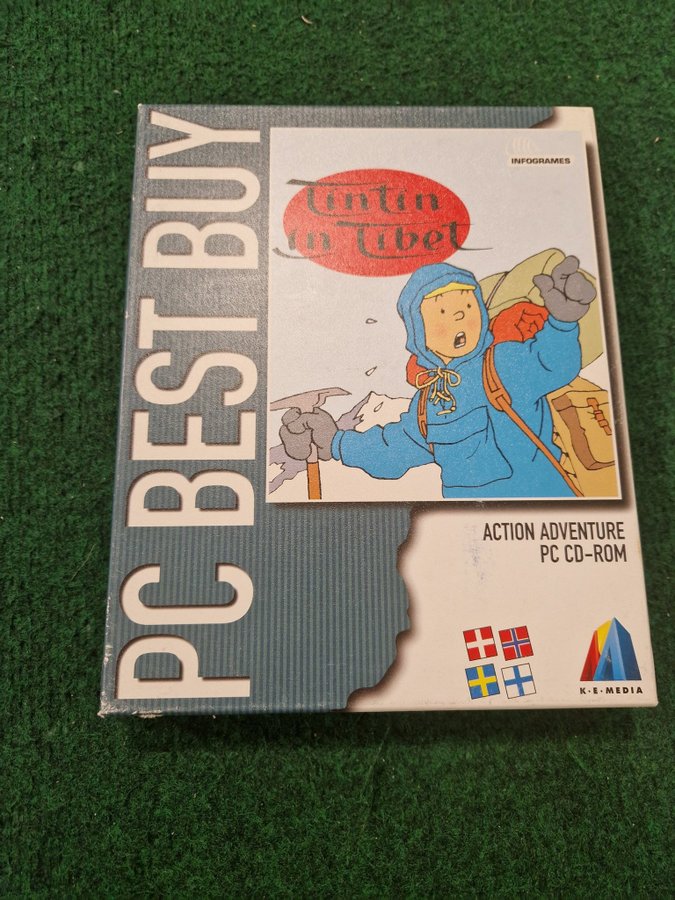 PC BEST BUY
INFOGRAMES
Tintin
in Tibet
ACTION ADVENTURE
PC CD-ROM
K·E·MEDIA